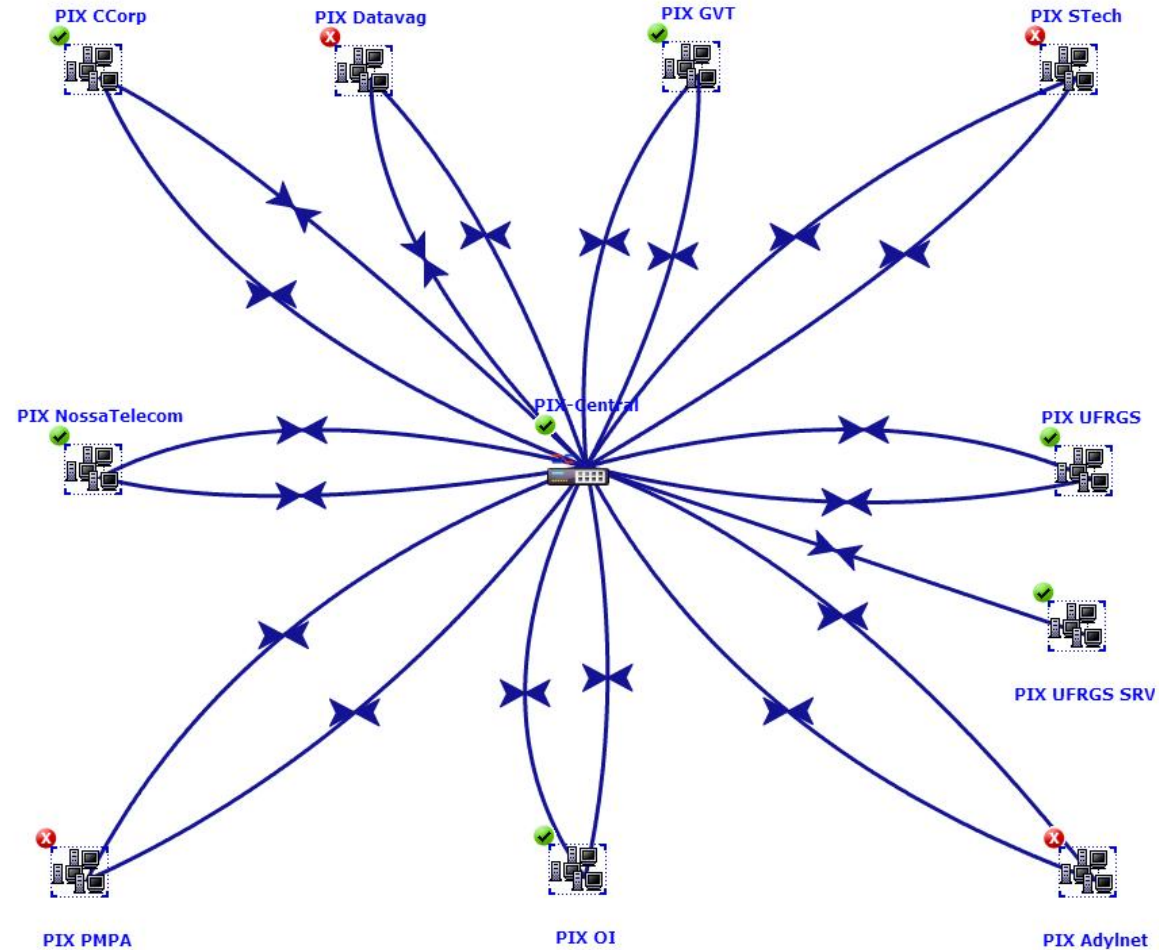 PIX CCorp
PIX Datavag
PIX GVT
PIX STech
PIX-Central
PIX NossaTelecom
PIX UFRGS
PIX UFRGS SRV
PIX PMPA
PIX OI
PIX Adylnet